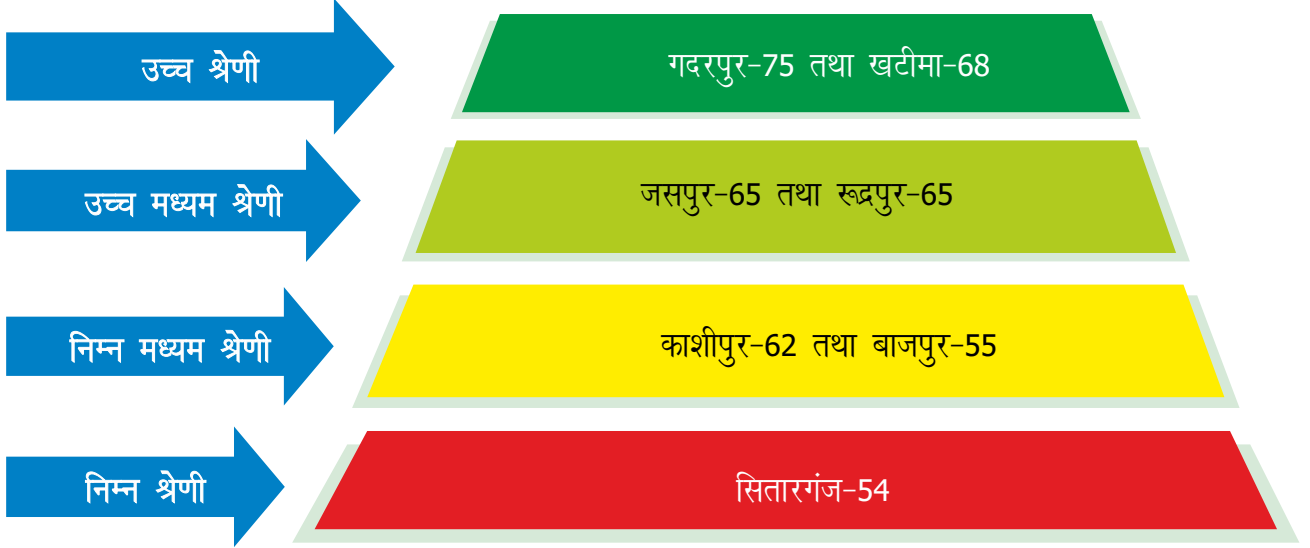 उच्च श्रेणी
गदरपुर-75 तथा खटीमा-68
उच्च मध्यम श्रेणी
जसपुर-65 तथा रूद्रपुर-65
निम्न मध्यम श्रेणी
काशीपुर-62 तथा बाजपुर-55
निम्न श्रेणी
सितारगंज-54